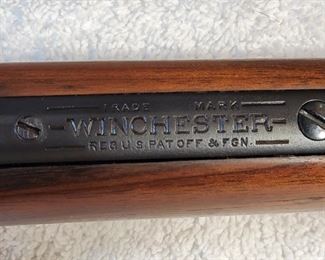 TRADE MARK
-WINCHESTER-
REG. U.S. PAT. OFF. & FGN.